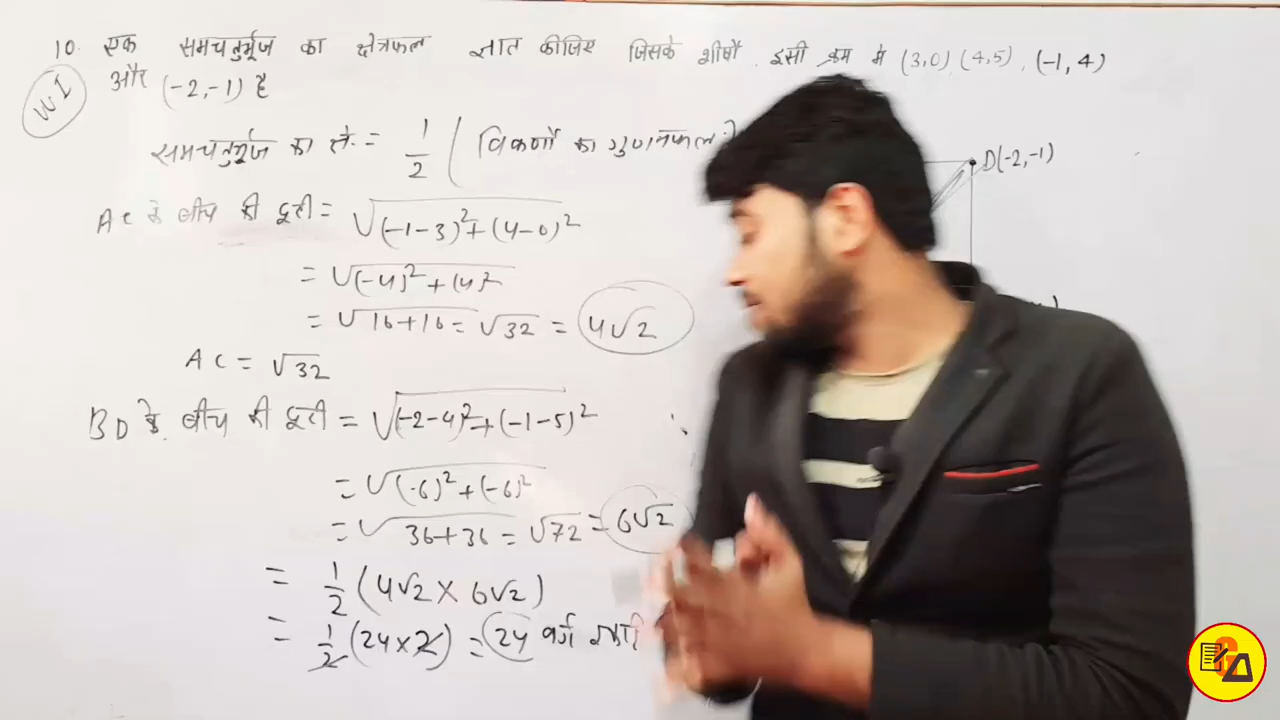 10. एक समचतुर्भुज का क्षेत्रफल ज्ञात कीजिए जिसके शीर्ष इसी क्रम में (3,0) (4,5), (-1,4)
और (-2,-1) है
समचतुर्भुज का क्षे. = 1/2 ( विकर्णों का गुणनफल
D(-2,-1)
AC के बीच की दूरी = √(-1-3)²+(4-0)²
= √(-4)²+(4)²
= √16+16 = √32 = 4√2
AC = √32
BD के बीच की दूरी = √(-2-4)²+(-1-5)²
= √(-6)²+(-6)²
= √36+36 = √72 = 6√2
= 1/2 (4√2 × 6√2)
= 1/2 (24×2) = 24 वर्ग